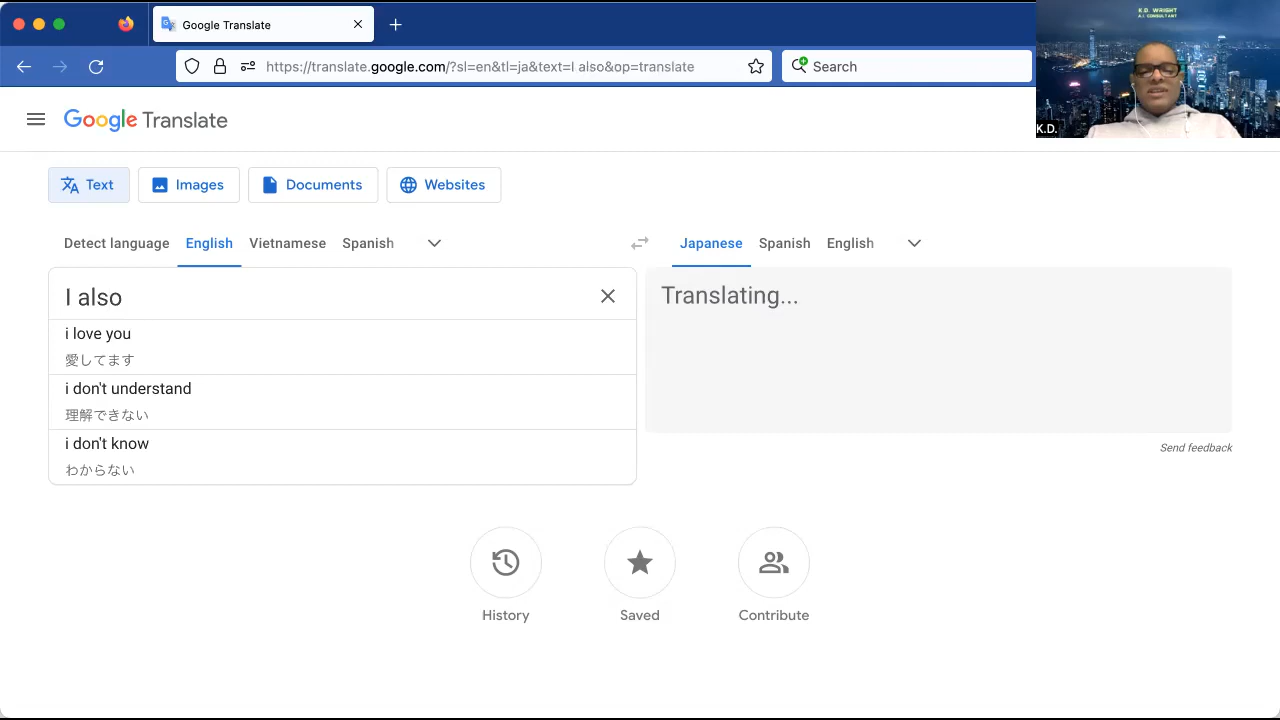 Google Translate
https://translate.google.com/?sl=en&tl=ja&text=I also&op=translate
Search
K.D. WRIGHT
A.I. CONSULTANT
K.D.
Google Translate
Text
Images
Documents
Websites
Detect language
English
Vietnamese
Spanish
Japanese
Spanish
English
I also
Translating...
i love you
愛してます
i don't understand
理解できない
i don't know
わからない
Send feedback
History
Saved
Contribute